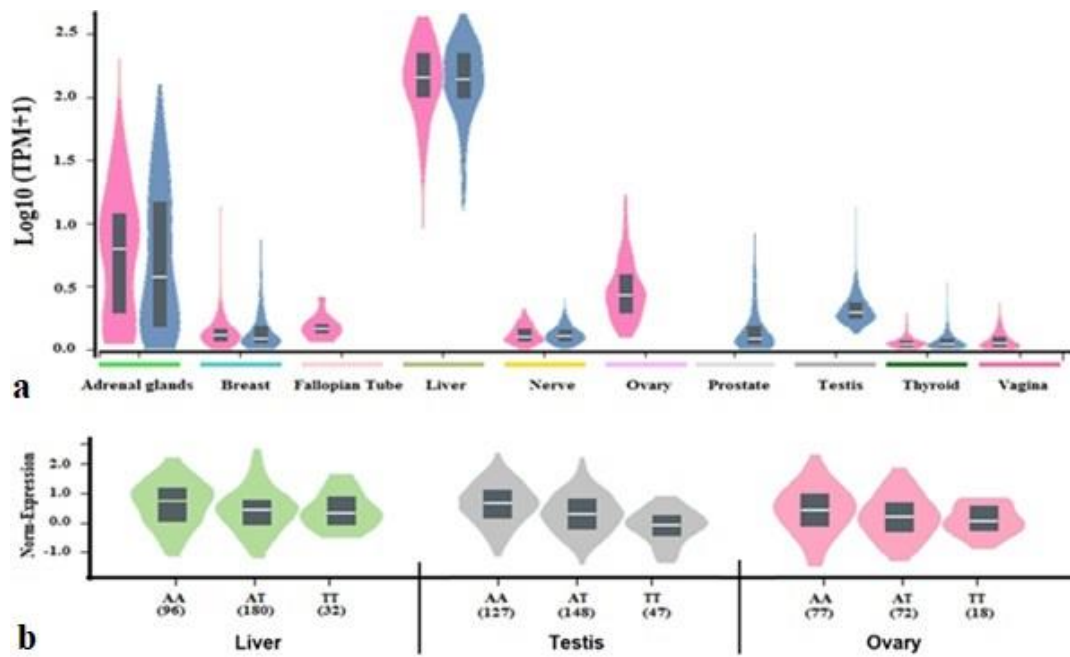 Log10 (TPM+1)
2.5
2.0
1.5
1.0
0.5
0.0
Adrenal glands Breast Fallopian Tube Liver Nerve Ovary Prostate Testis Thyroid Vagina
a
Norm-Expression
2.0
1.0
0.0
-1.0
AA AT TT AA AT TT AA AT TT
(96) (180) (32) (127) (148) (47) (77) (72) (18)
b Liver Testis Ovary